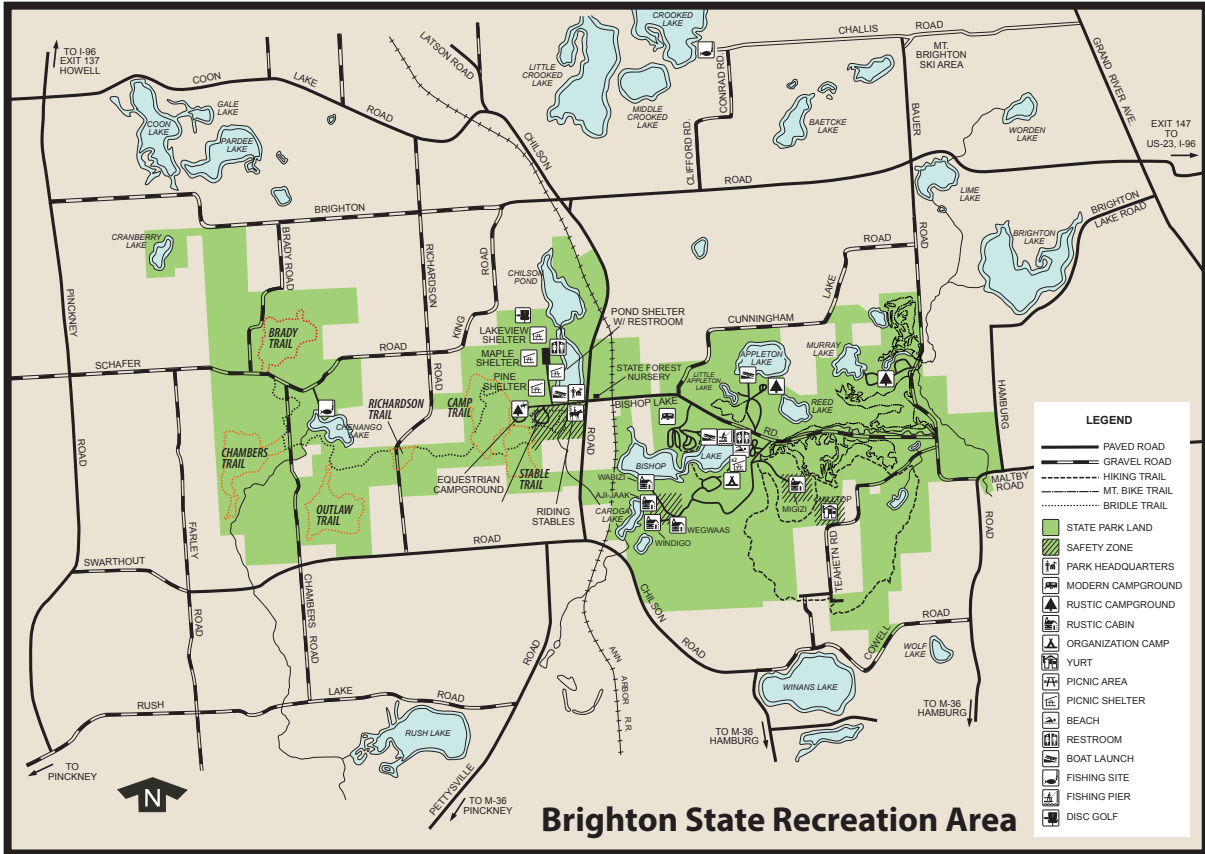 CROOKED
LAKE
CHALLIS
ROAD
TO I-96
EXIT 137
HOWELL
LATSON ROAD
MT.
BRIGHTON
SKI AREA
GRAND RIVER AVE.
COON
LAKE
ROAD
LITTLE
CROOKED
LAKE
MIDDLE
CROOKED
LAKE
CONRAD RD.
CLIFFORD RD.
BAETCKE
LAKE
BAUER
ROAD
WORDEN
LAKE
EXIT 147
TO
US-23, I-96
GALE
LAKE
COON
LAKE
PARDEE
LAKE
CHILSON
ROAD
LIME
LAKE
BRIGHTON
LAKE ROAD
BRIGHTON
ROAD
CRANBERRY
LAKE
BRADY ROAD
RICHARDSON
ROAD
KING
ROAD
CHILSON
POND
ROAD
LAKE
CUNNINGHAM
BRIGHTON
LAKE
PINCKNEY
ROAD
BRADY
TRAIL
SCHAFER
ROAD
LAKEVIEW
SHELTER
MAPLE
SHELTER
PINE
SHELTER
POND SHELTER
W/ RESTROOM
STATE FOREST
NURSERY
APPLETON
LAKE
LITTLE
APPLETON
LAKE
MURRAY
LAKE
REED
LAKE
HAMBURG
ROAD
RICHARDSON
TRAIL
CAMP
TRAIL
BISHOP LAKE
RD
CHENANGO
LAKE
CHAMBERS
TRAIL
OUTLAW
TRAIL
STABLE
TRAIL
EQUESTRIAN
CAMPGROUND
RIDING
STABLES
ROAD
BISHOP
LAKE
x2
WABIZI
AJI-JAAK
CAROGA
LAKE
WEGWAAS
WINDIGO
MIGIZI
HILLTOP
MALTBY
ROAD
FARLEY
ROAD
SWARTHOUT
ROAD
CHAMBERS
ROAD
TEAHETN RD
CHILSON
ROAD
COWELL
ROAD
WOLF
LAKE
WINANS LAKE
ANN
ARBOR
R.R.
RUSH
LAKE
ROAD
RUSH LAKE
PETTYSVILLE
ROAD
TO
PINCKNEY
TO M-36
PINCKNEY
TO M-36
HAMBURG
TO M-36
HAMBURG
N
Brighton State Recreation Area
LEGEND
PAVED ROAD
GRAVEL ROAD
HIKING TRAIL
MT. BIKE TRAIL
BRIDLE TRAIL
STATE PARK LAND
SAFETY ZONE
PARK HEADQUARTERS
MODERN CAMPGROUND
RUSTIC CAMPGROUND
RUSTIC CABIN
ORGANIZATION CAMP
YURT
PICNIC AREA
PICNIC SHELTER
BEACH
RESTROOM
BOAT LAUNCH
FISHING SITE
FISHING PIER
DISC GOLF